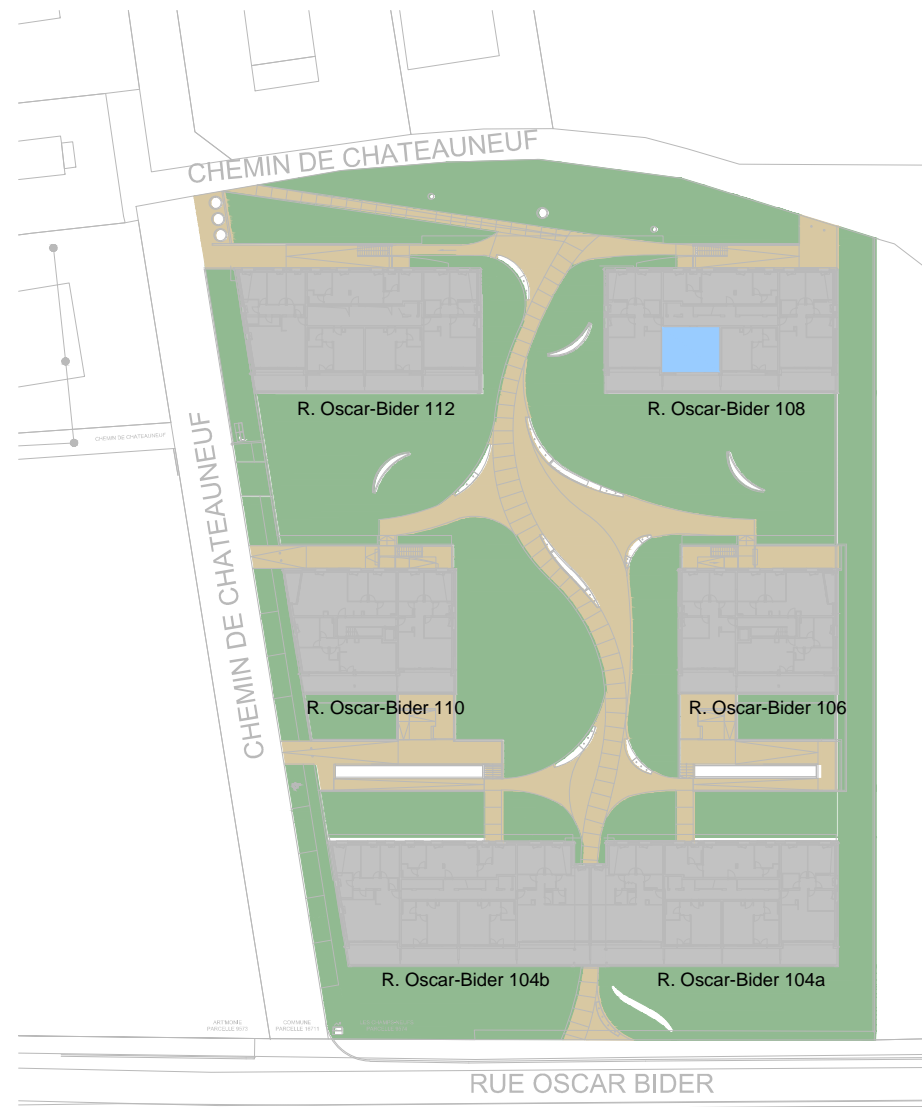 CHEMIN DE CHATEAUNEUF
R. Oscar-Bider 112
R. Oscar-Bider 108
CHEMIN DE CHATEAUNEUF
CHEMIN DE CHATEAUNEUF
R. Oscar-Bider 110
R. Oscar-Bider 106
R. Oscar-Bider 104b
R. Oscar-Bider 104a
COMMUNE
RUE OSCAR BIDER